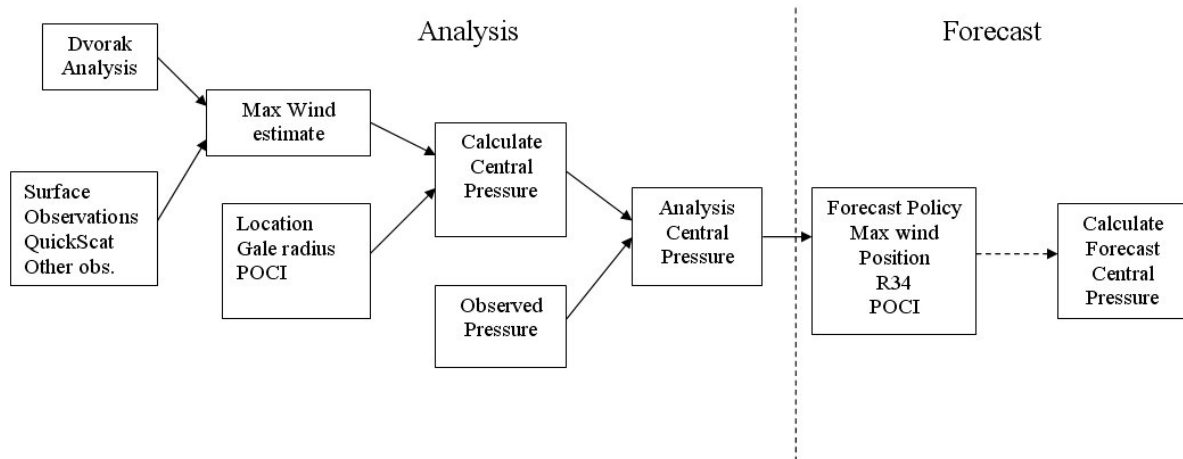 Analysis
Forecast
Dvorak
Analysis
Max Wind
estimate
Surface
Observations
QuickScat
Other obs.
Location
Gale radius
POCI
Calculate
Central
Pressure
Observed
Pressure
Analysis
Central
Pressure
Forecast Policy
Max wind
Position
R34
POCI
Calculate
Forecast
Central
Pressure